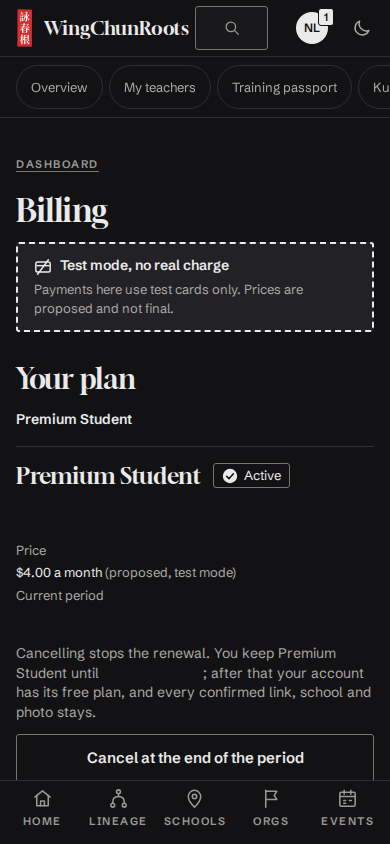 詠春根
WingChunRoots
NL
1
Overview
My teachers
Training passport
Ku
DASHBOARD
Billing
Test mode, no real charge
Payments here use test cards only. Prices are
proposed and not final.
Your plan
Premium Student
Premium Student
Active
Price
$4.00 a month (proposed, test mode)
Current period
Cancelling stops the renewal. You keep Premium
Student until ; after that your account
has its free plan, and every confirmed link, school and
photo stays.
Cancel at the end of the period
HOME
LINEAGE
SCHOOLS
ORGS
EVENTS